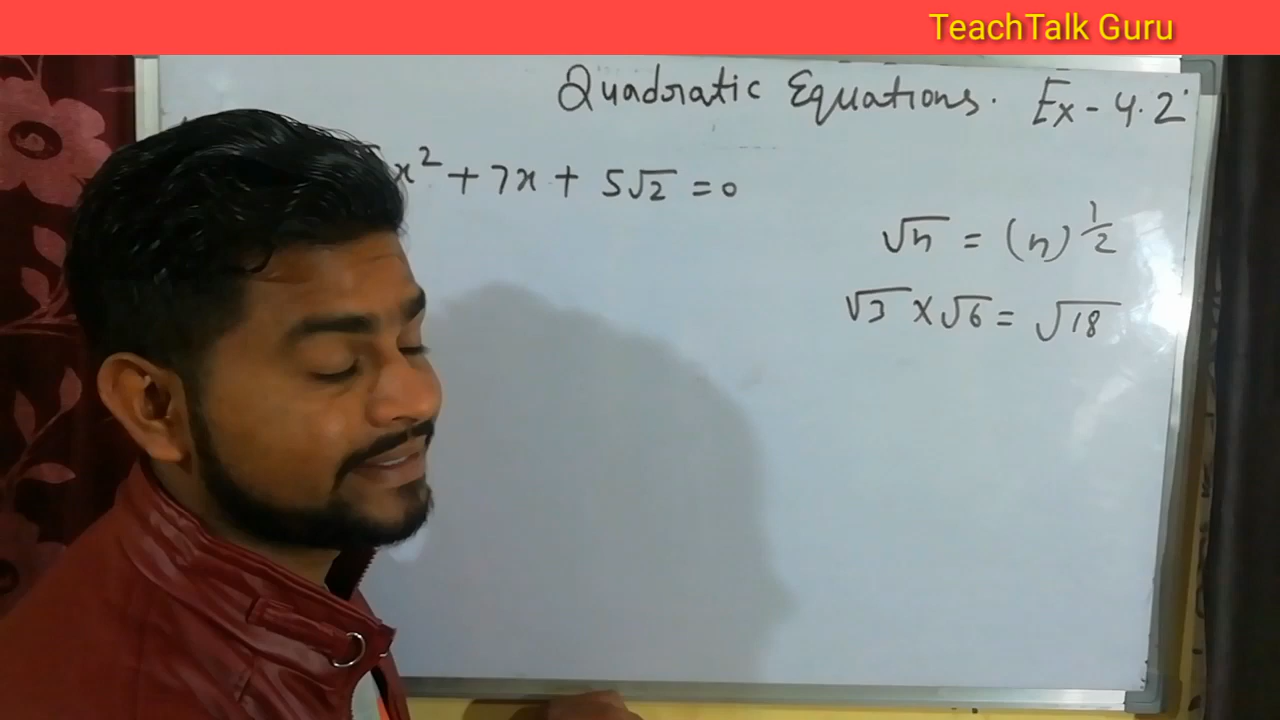 TeachTalk Guru
Quadratic Equations. Ex - 4.2
x² + 7x + 5√2 = 0
√n = (n)^1/2
√3 × √6 = √18